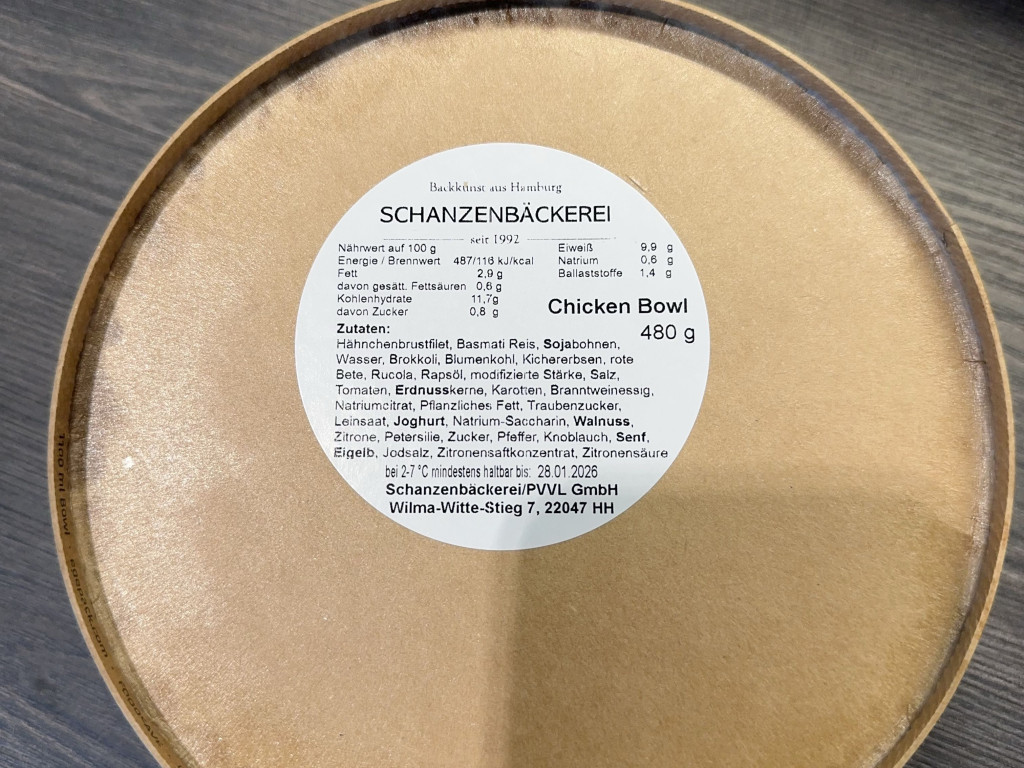 Backkunst aus Hamburg
SCHANZENBÄCKEREI
seit 1992
Nährwert auf 100 g
Energie / Brennwert 487/116 kJ/kcal
Fett 2,9 g
davon gesätt. Fettsäuren 0,6 g
Kohlenhydrate 11,7g
davon Zucker 0,8 g
Eiweiß 9,9 g
Natrium 0,6 g
Ballaststoffe 1,4 g
Chicken Bowl
480 g
Zutaten:
Hähnchenbrustfilet, Basmati Reis, Sojabohnen,
Wasser, Brokkoli, Blumenkohl, Kichererbsen, rote
Bete, Rucola, Rapsöl, modifizierte Stärke, Salz,
Tomaten, Erdnusskerne, Karotten, Branntweinessig,
Natriumcitrat, Pflanzliches Fett, Traubenzucker,
Leinsaat, Joghurt, Natrium-Saccharin, Walnuss,
Zitrone, Petersilie, Zucker, Pfeffer, Knoblauch, Senf,
Eigelb, Jodsalz, Zitronensaftkonzentrat, Zitronensäure
bei 2-7 °C mindestens haltbar bis: 28.01.2026
Schanzenbäckerei/PVVL GmbH
Wilma-Witte-Stieg 7, 22047 HH
1100 ml Bowl · agepack.com